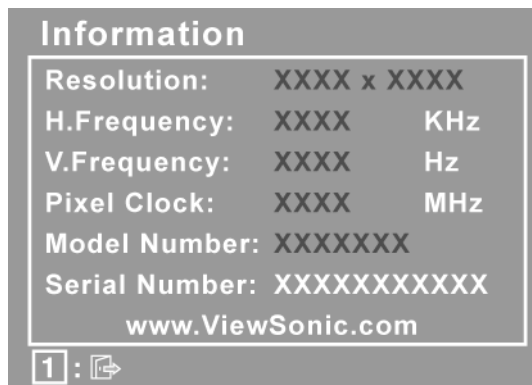 Information
Resolution: XXXX x XXXX
H.Frequency: XXXX KHz
V.Frequency: XXXX Hz
Pixel Clock: XXXX MHz
Model Number: XXXXXXX
Serial Number: XXXXXXXXXXX
www.ViewSonic.com
1 :